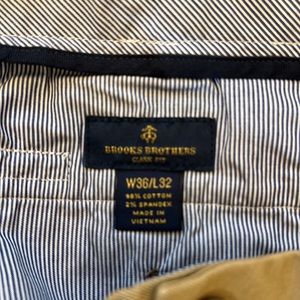 BROOKS BROTHERS
CLARK FIT
W36/L32
98% COTTON
2% SPANDEX
MADE IN
VIETNAM